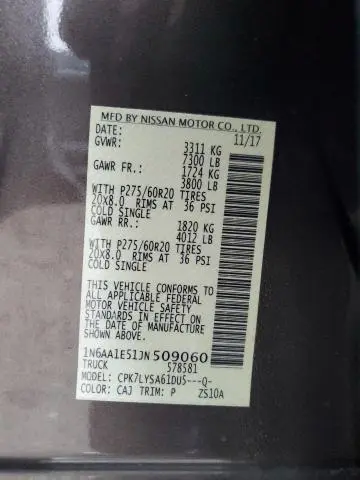 MFD BY NISSAN MOTOR CO., LTD.
DATE: 11/17
GVWR: 3311 KG
7300 LB
GAWR FR.: 1724 KG
3800 LB
WITH P275/60R20 TIRES
20X8.0 RIMS AT 36 PSI
COLD SINGLE
GAWR RR.: 1820 KG
4012 LB
WITH P275/60R20 TIRES
20X8.0 RIMS AT 36 PSI
COLD SINGLE
THIS VEHICLE CONFORMS TO
ALL APPLICABLE FEDERAL
MOTOR VEHICLE SAFETY
STANDARDS IN EFFECT ON
THE DATE OF MANUFACTURE
SHOWN ABOVE.
1N6AA1E51JN509060
TRUCK 578581
MODEL: CPK7LYSA61DU5---Q-
COLOR: CAJ TRIM: P ZS10A